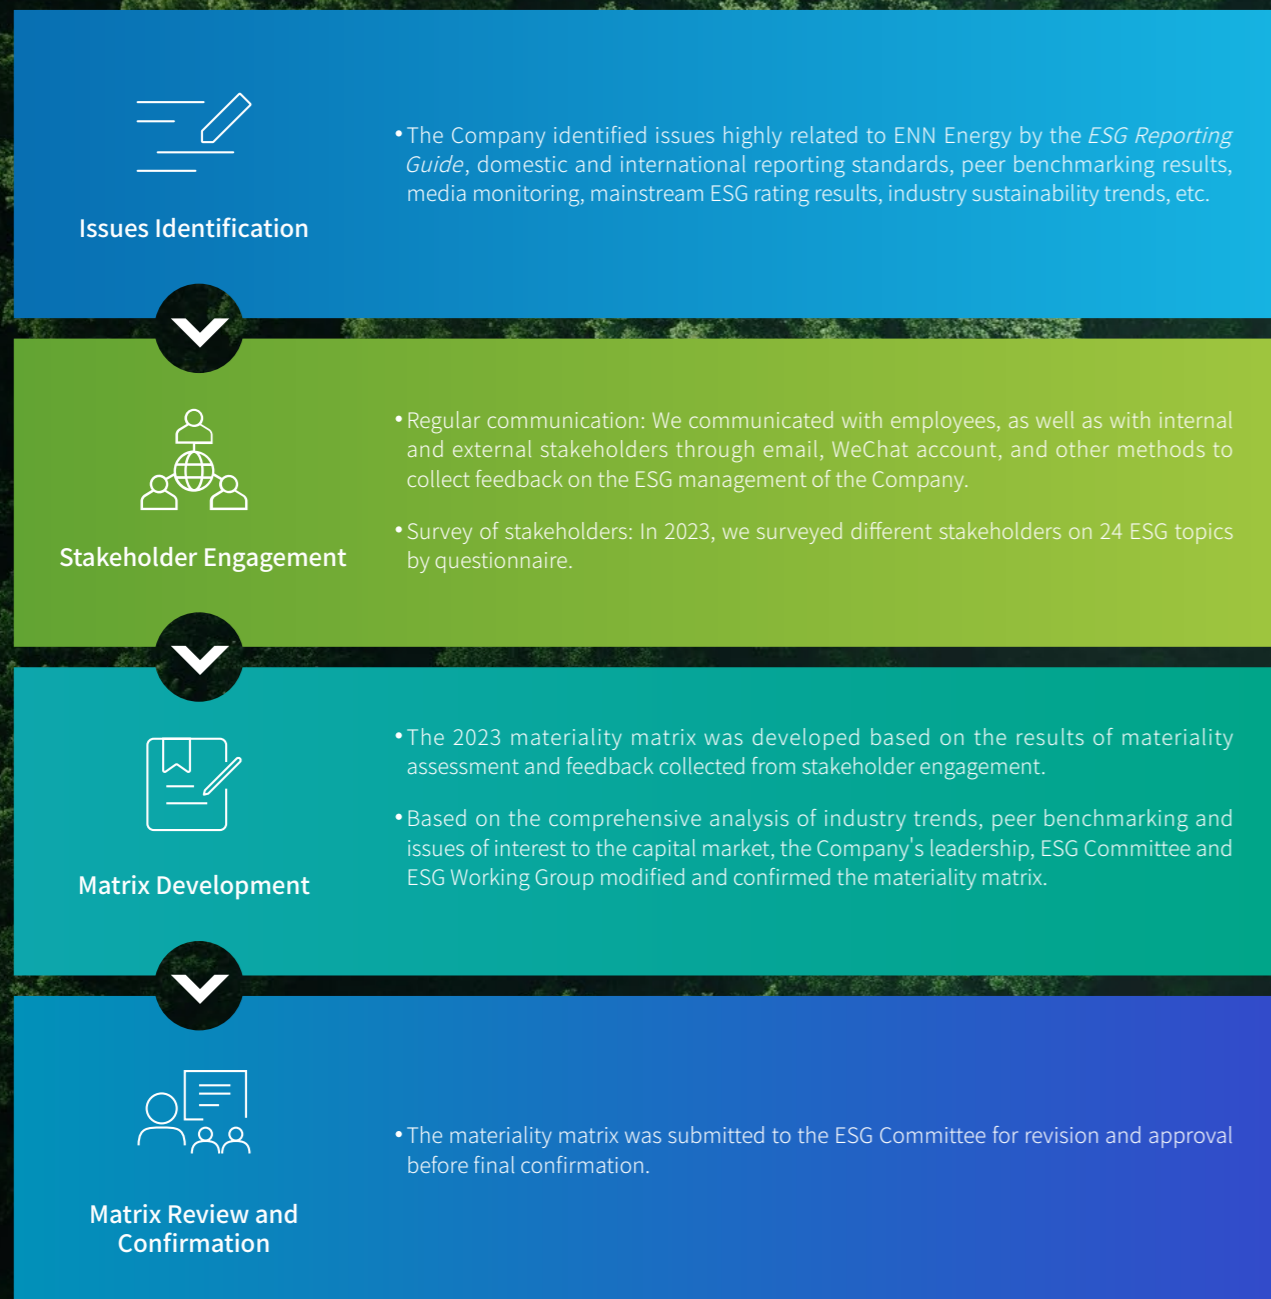 • The Company identified issues highly related to ENN Energy by the ESG Reporting
Guide, domestic and international reporting standards, peer benchmarking results,
media monitoring, mainstream ESG rating results, industry sustainability trends, etc.
Issues Identification
• Regular communication: We communicated with employees, as well as with internal
and external stakeholders through email, WeChat account, and other methods to
collect feedback on the ESG management of the Company.
• Survey of stakeholders: In 2023, we surveyed different stakeholders on 24 ESG topics
by questionnaire.
Stakeholder Engagement
• The 2023 materiality matrix was developed based on the results of materiality
assessment and feedback collected from stakeholder engagement.
• Based on the comprehensive analysis of industry trends, peer benchmarking and
issues of interest to the capital market, the Company's leadership, ESG Committee and
ESG Working Group modified and confirmed the materiality matrix.
Matrix Development
• The materiality matrix was submitted to the ESG Committee for revision and approval
before final confirmation.
Matrix Review and
Confirmation